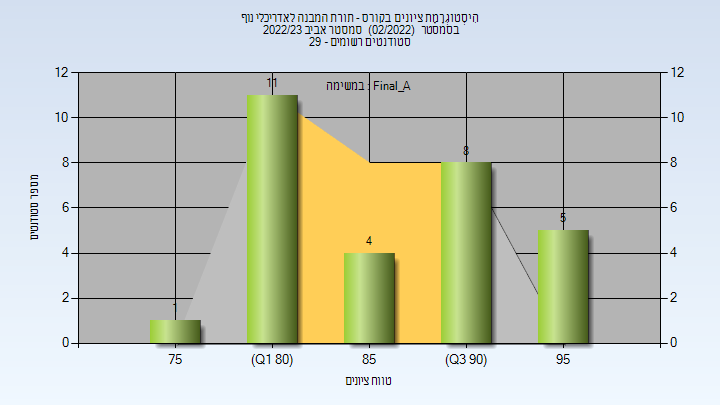 הִיסְטוֹגְרָמַת ציונים בקורס - תורת המבנה לאדריכלי נוף
בסמסטר (02/2022) סמסטר אביב 2022/23
סטודנטים רשומים - 29
במשימה : Final_A
12 12
10 10
8 8
6 6
4 4
2 2
0 0
1 11 4 8 5
מספר סטודנטים
75 (Q1 80) 85 (Q3 90) 95
טווח ציונים